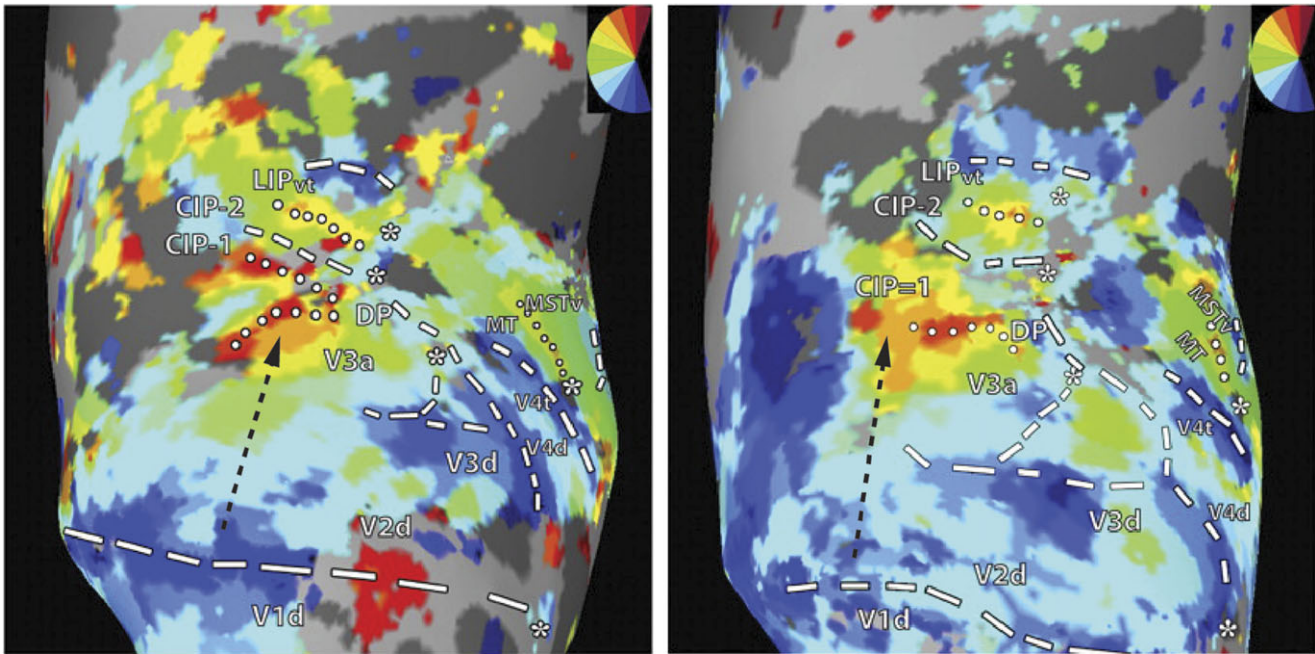 LIPvt
CIP-2
CIP-1
MSTv
DP
MT
V3a
V4t
V4d
V3d
V2d
V1d
LIPvt
CIP-2
CIP=1
MSTv
DP
MT
V3a
V4t
V4d
V3d
V2d
V1d